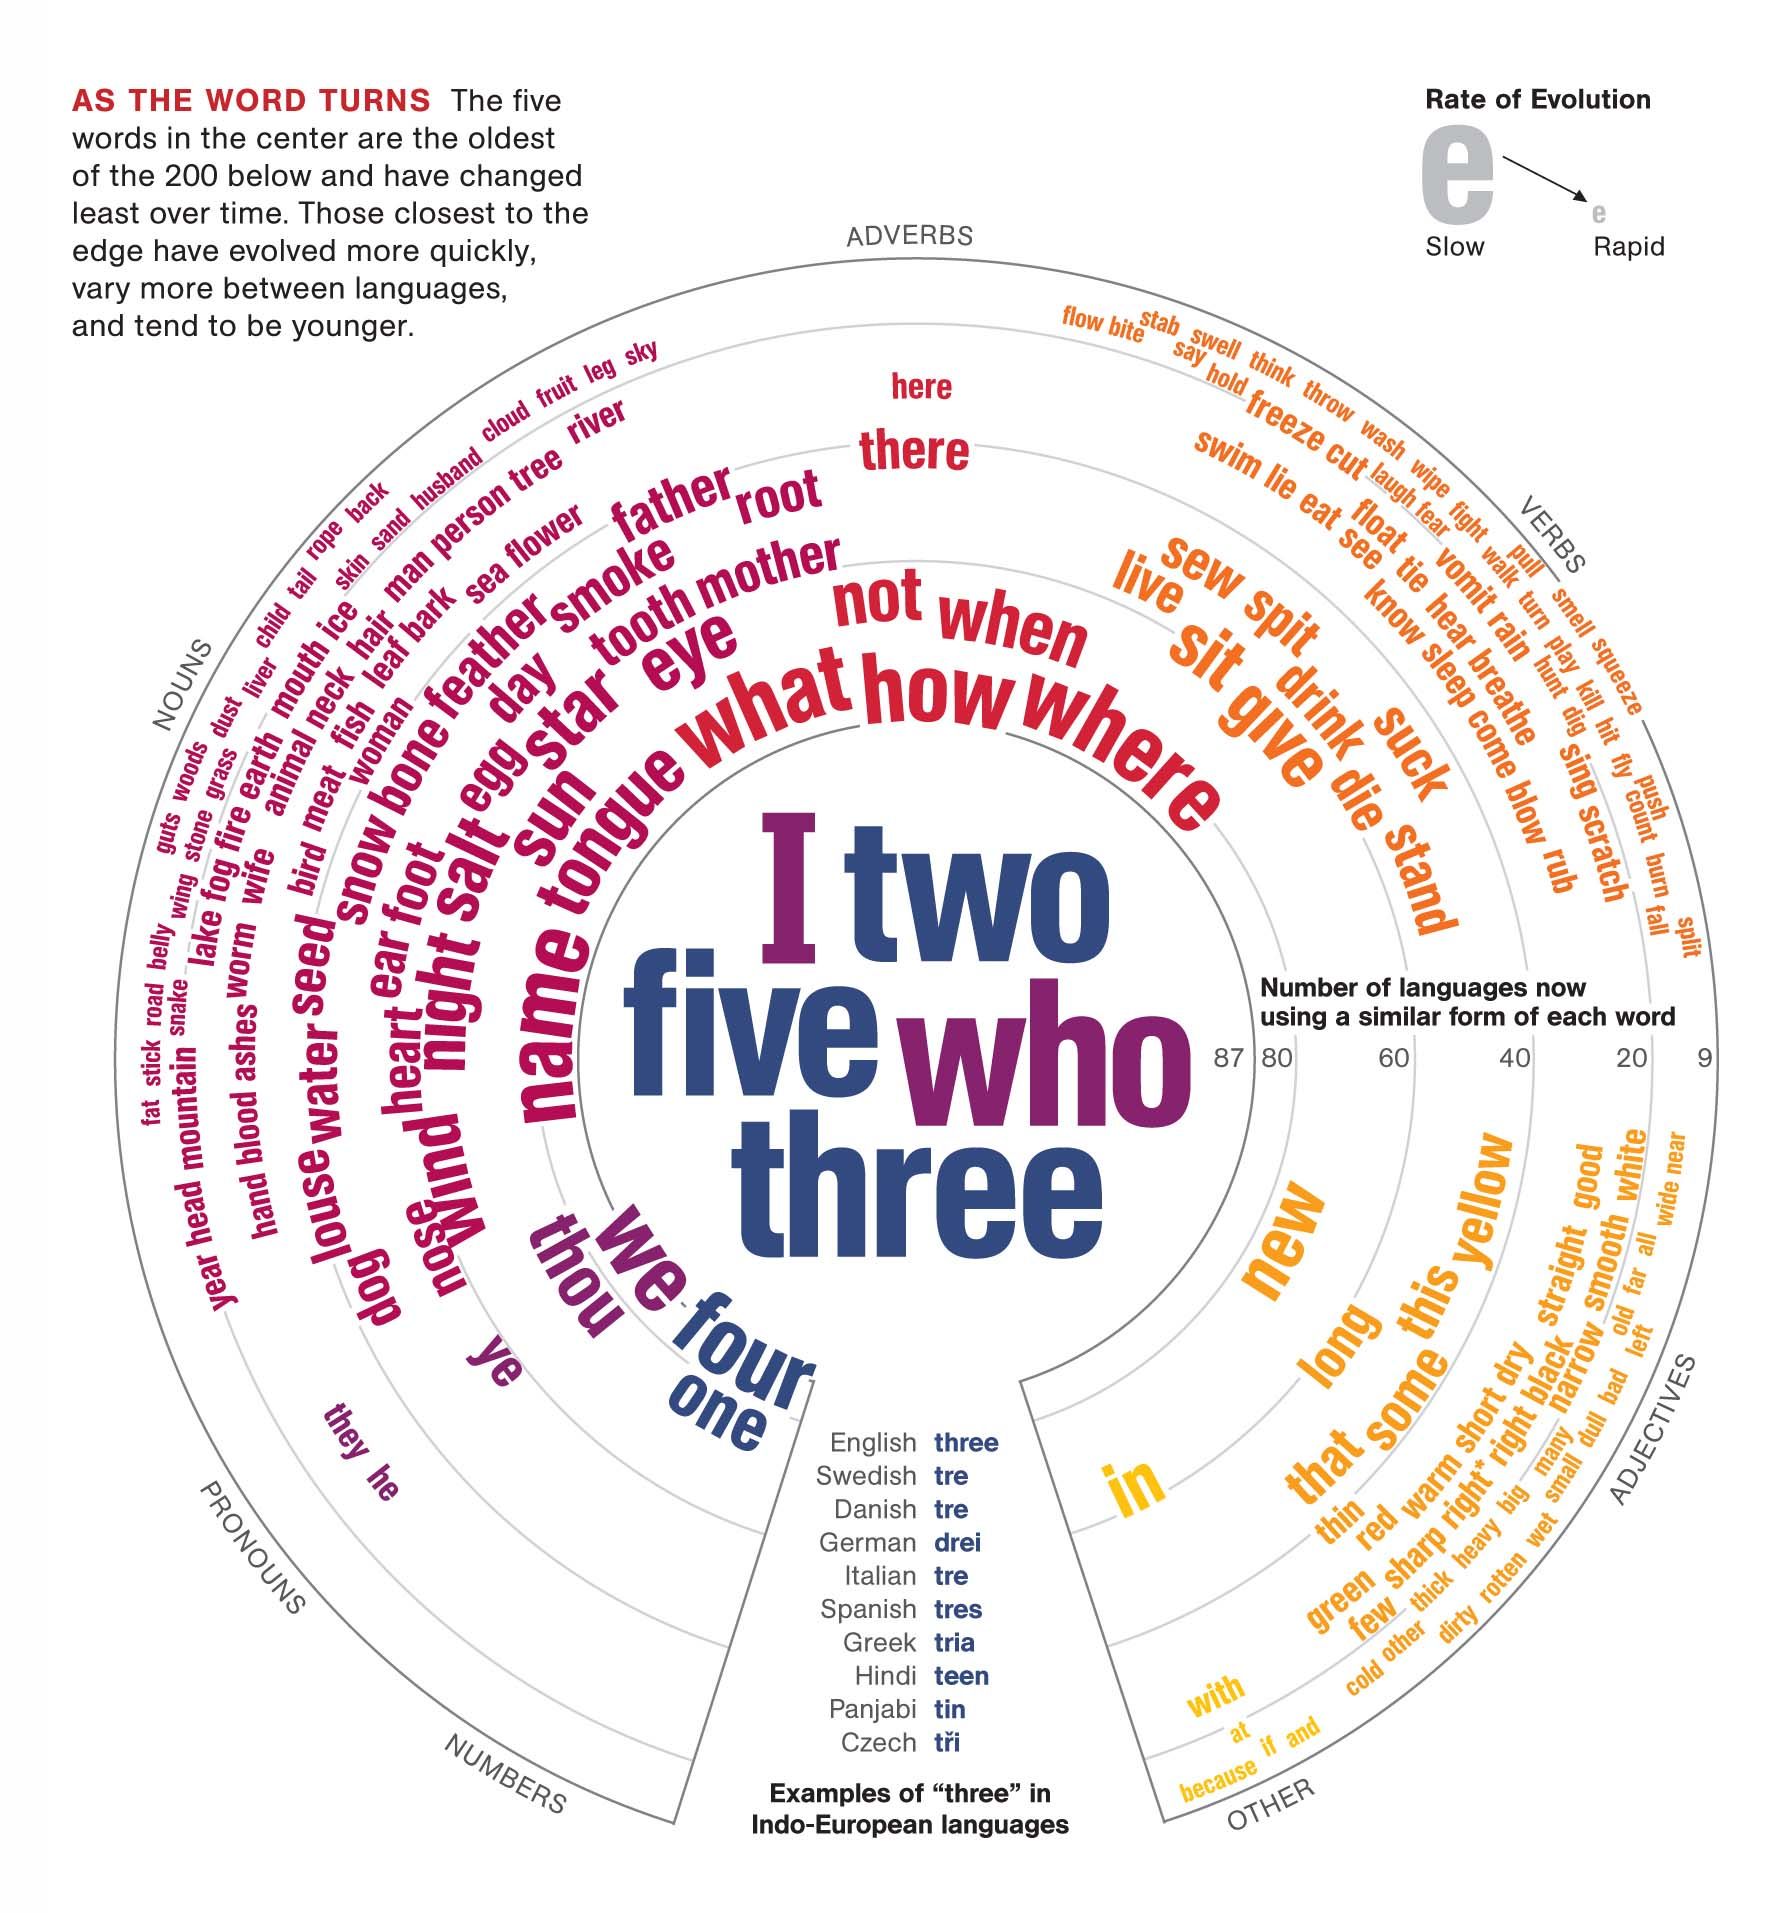 AS THE WORD TURNS The five
words in the center are the oldest
of the 200 below and have changed
least over time. Those closest to the
edge have evolved more quickly,
vary more between languages,
and tend to be younger.
Rate of Evolution
e
e
Slow
Rapid
ADVERBS
here
there
not when
what how where
VERBS
flow bite
stab
swell
think
throw
wash
wipe
fight
pull
say
hold
freeze cut
laugh fear
walk
smell
squeeze
swim lie eat see
float
vomit
turn
play
kill
hit
fly
push
tie
rain
hunt
dig
count
burn
split
know
hear
sing
fall
sleep
breathe
scratch
come
blow
rub
sew spit
live
sit
drink
suck
give
die
stand
NOUNS
cloud fruit leg sky
river
rope back
skin sand husband
man person tree
child tail
sea flower
father root
mouth ice
hair
leaf bark
feather smoke
tooth mother
guts woods dust liver
stone grass
earth
animal neck
fish
woman
bone
day
star eye
lake fog fire
bird meat
snow
salt egg
sun
tongue
road belly wing
worm wife
seed
ear foot
night
name
fat stick
snake
mountain
ashes
water
heart
year head
hand blood
louse
wind
dog
nose
PRONOUNS
we
thou
ye
they he
NUMBERS
four
one
I two
five who
three
Number of languages now
using a similar form of each word
87 80 60 40 20 9
ADJECTIVES
new
yellow
good
white
wide near
this
straight
smooth
all
long
some
dry
black
narrow
old far
left
that
short
right
bad
thin
red warm
right*
many
dull
green
sharp
big
small
few
thick heavy
wet
cold other
dirty rotten
OTHER
in
with
at
because if and
English three
Swedish tre
Danish tre
German drei
Italian tre
Spanish tres
Greek tria
Hindi teen
Panjabi tin
Czech tři
Examples of “three” in
Indo-European languages